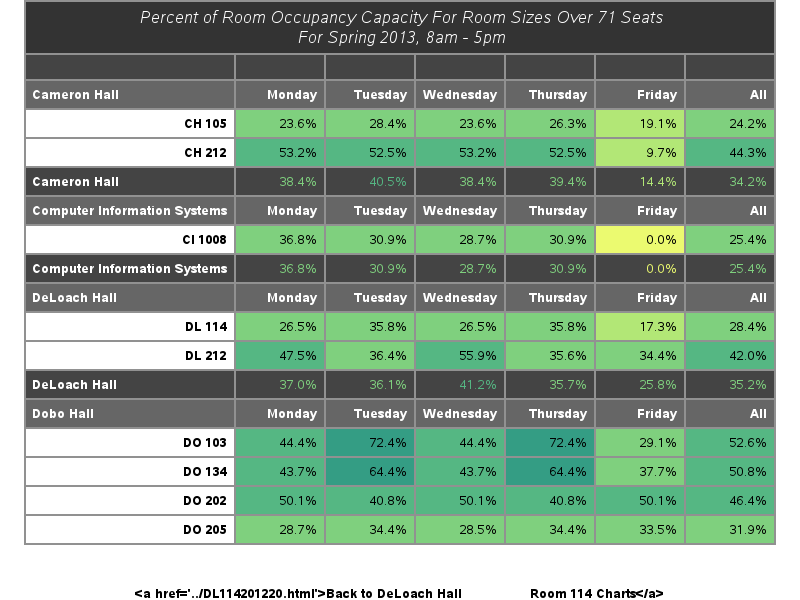 Percent of Room Occupancy Capacity For Room Sizes Over 71 Seats
For Spring 2013, 8am - 5pm
Cameron Hall Monday Tuesday Wednesday Thursday Friday All
CH 105 23.6% 28.4% 23.6% 26.3% 19.1% 24.2%
CH 212 53.2% 52.5% 53.2% 52.5% 9.7% 44.3%
Cameron Hall 38.4% 40.5% 38.4% 39.4% 14.4% 34.2%
Computer Information Systems Monday Tuesday Wednesday Thursday Friday All
CI 1008 36.8% 30.9% 28.7% 30.9% 0.0% 25.4%
Computer Information Systems 36.8% 30.9% 28.7% 30.9% 0.0% 25.4%
DeLoach Hall Monday Tuesday Wednesday Thursday Friday All
DL 114 26.5% 35.8% 26.5% 35.8% 17.3% 28.4%
DL 212 47.5% 36.4% 55.9% 35.6% 34.4% 42.0%
DeLoach Hall 37.0% 36.1% 41.2% 35.7% 25.8% 35.2%
Dobo Hall Monday Tuesday Wednesday Thursday Friday All
DO 103 44.4% 72.4% 44.4% 72.4% 29.1% 52.6%
DO 134 43.7% 64.4% 43.7% 64.4% 37.7% 50.8%
DO 202 50.1% 40.8% 50.1% 40.8% 50.1% 46.4%
DO 205 28.7% 34.4% 28.5% 34.4% 33.5% 31.9%
<a href='../DL114201220.html'>Back to DeLoach Hall Room 114 Charts</a>